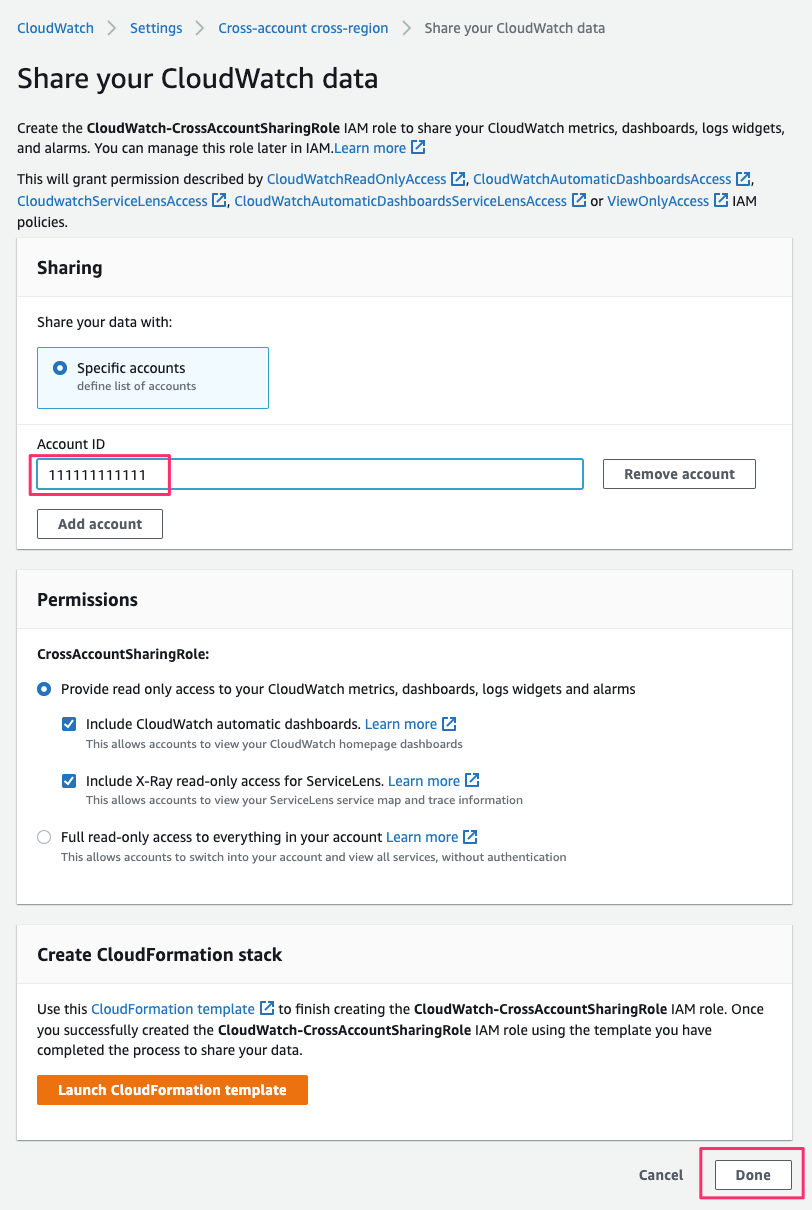 CloudWatch > Settings > Cross-account cross-region > Share your CloudWatch data
Share your CloudWatch data
Create the CloudWatch-CrossAccountSharingRole IAM role to share your CloudWatch metrics, dashboards, logs widgets,
and alarms. You can manage this role later in IAM.Learn more
This will grant permission described by CloudWatchReadOnlyAccess , CloudWatchAutomaticDashboardsAccess ,
CloudwatchServiceLensAccess , CloudWatchAutomaticDashboardsServiceLensAccess or ViewOnlyAccess IAM
policies.
Sharing
Share your data with:
Specific accounts
define list of accounts
Account ID
111111111111
Remove account
Add account
Permissions
CrossAccountSharingRole:
Provide read only access to your CloudWatch metrics, dashboards, logs widgets and alarms
Include CloudWatch automatic dashboards. Learn more
This allows accounts to view your CloudWatch homepage dashboards
Include X-Ray read-only access for ServiceLens. Learn more
This allows accounts to view your ServiceLens service map and trace information
Full read-only access to everything in your account Learn more
This allows accounts to switch into your account and view all services, without authentication
Create CloudFormation stack
Use this CloudFormation template to finish creating the CloudWatch-CrossAccountSharingRole IAM role. Once
you successfully created the CloudWatch-CrossAccountSharingRole IAM role using the template you have
completed the process to share your data.
Launch CloudFormation template
Cancel
Done